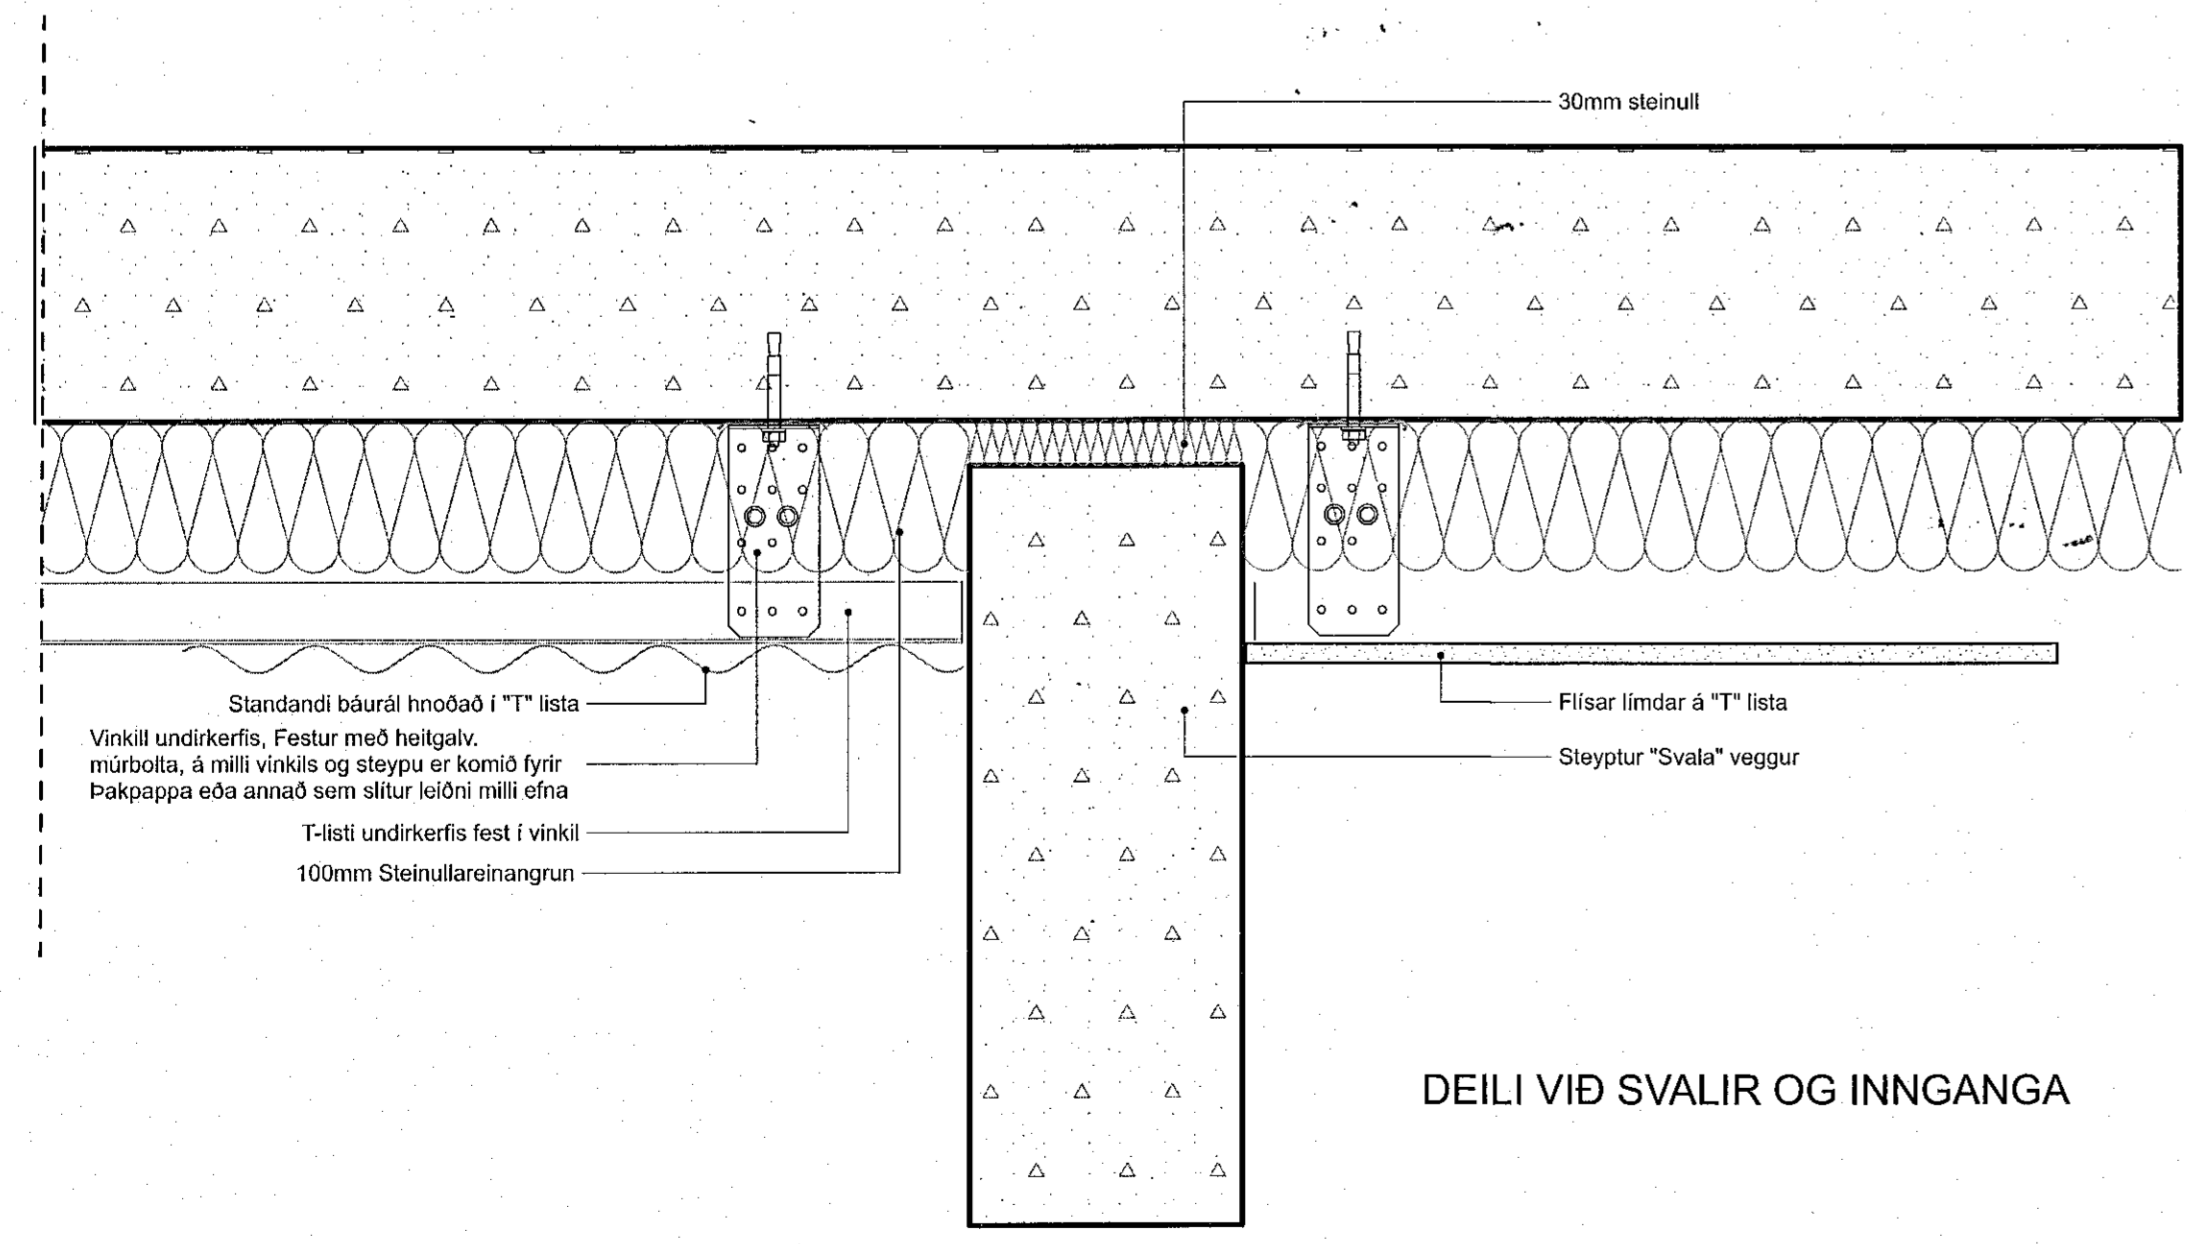 30mm steinull
Standandi báurál hnoðað í "T" lista
Vinkill undirkerfis, Festur með heitgalv.
múrbolta, á milli vinkils og steypu er komið fyrir
Þakpappa eða annað sem slítur leiðni milli efna
T-listi undirkerfis fest í vinkil
100mm Steinullareinangrun
Flísar límdar á "T" lista
Steyptur "Svala" veggur
DEILI VIÐ SVALIR OG INNGANGA